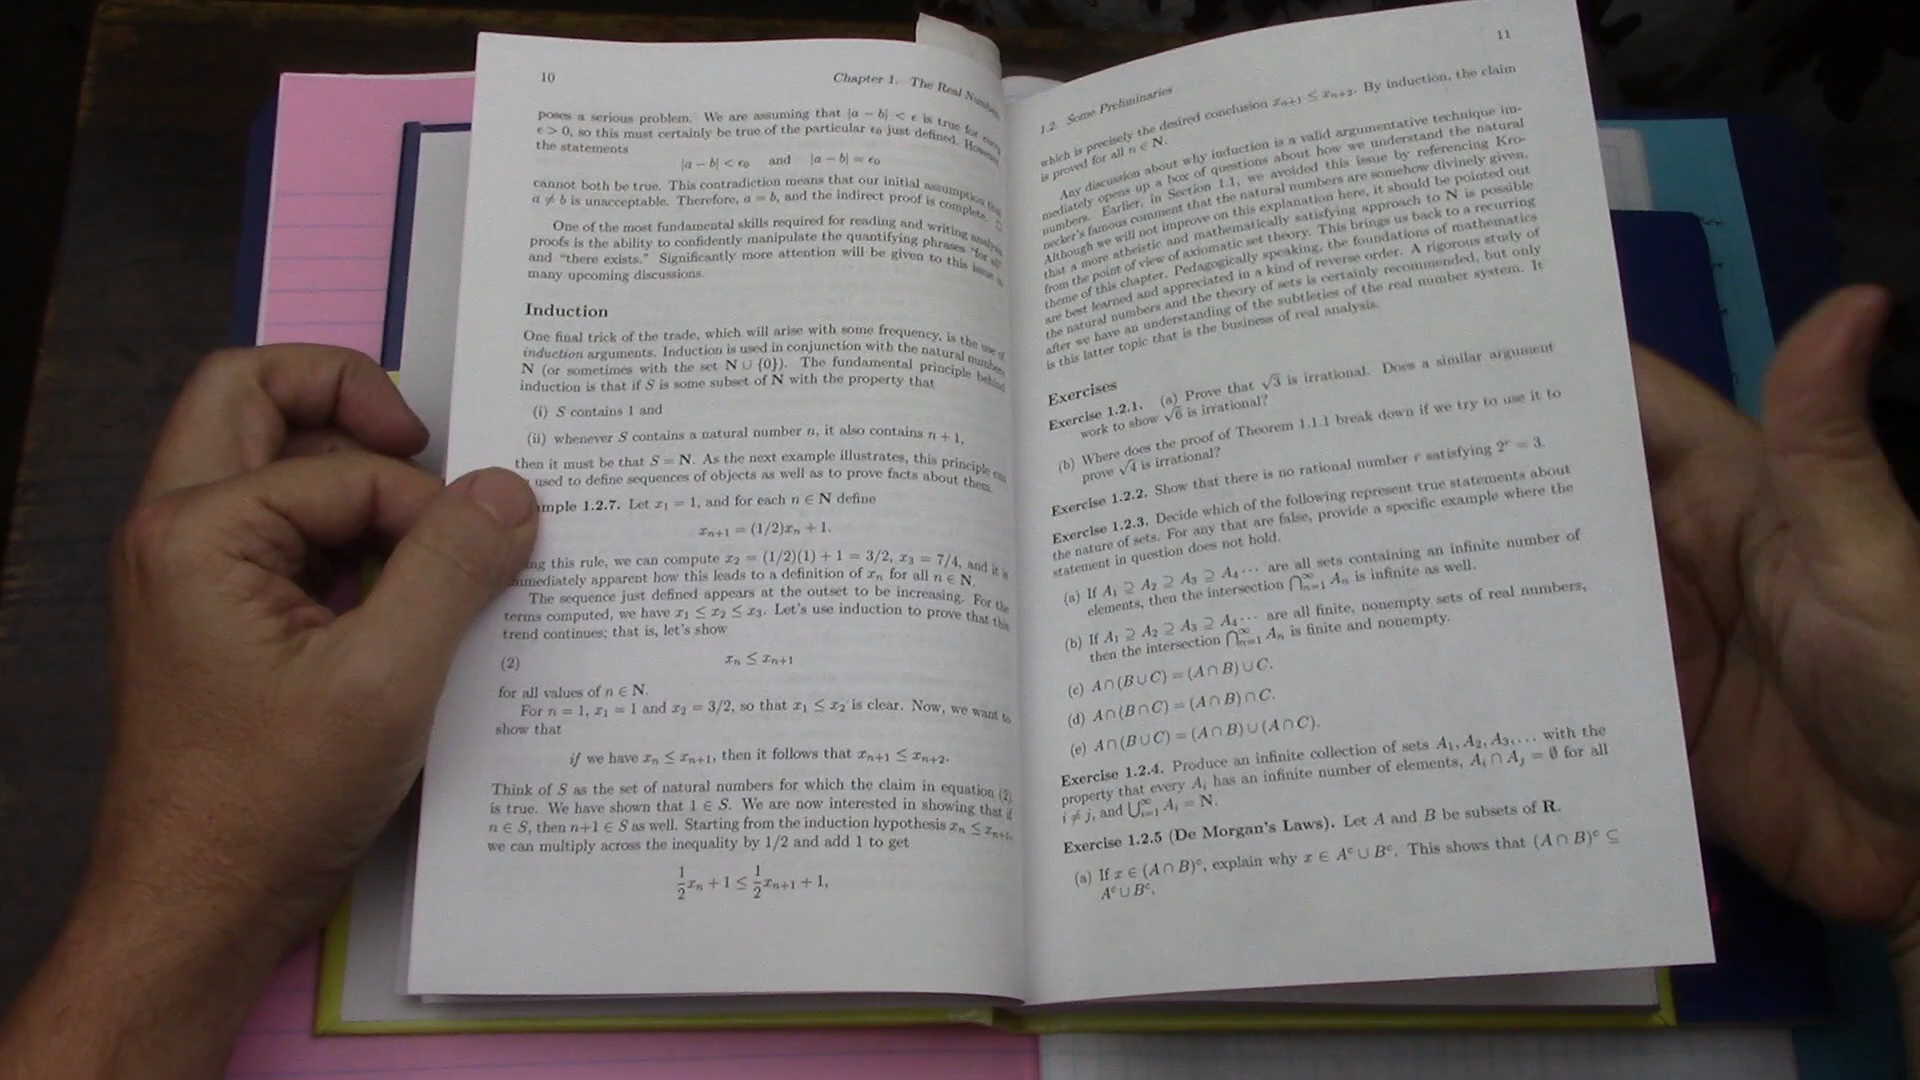 10
Chapter 1. The Real
poses a serious problem. We are assuming that |a − b| < ϵ is true for every
ϵ > 0, so this must certainly be true of the particular ϵ₀ just defined. However,
the statements
|a − b| < ϵ₀ and |a − b| = ϵ₀
cannot both be true. This contradiction means that our initial assumption that
a ≠ b is unacceptable. Therefore, a = b, and the indirect proof is complete. □
One of the most fundamental skills required for reading and writing analysis
proofs is the ability to confidently manipulate the quantifying phrases “for all”
and “there exists.” Significantly more attention will be given to this issue in
many upcoming discussions.
Induction
One final trick of the trade, which will arise with some frequency, is the use of
induction arguments. Induction is used in conjunction with the natural numbers
N (or sometimes with the set N ∪ {0}). The fundamental principle behind
induction is that if S is some subset of N with the property that
(i) S contains 1 and
(ii) whenever S contains a natural number n, it also contains n + 1,
then it must be that S = N. As the next example illustrates, this principle can
used to define sequences of objects as well as to prove facts about them.
mple 1.2.7. Let x₁ = 1, and for each n ∈ N define
xₙ₊₁ = (1/2)xₙ + 1.
ng this rule, we can compute x₂ = (1/2)(1) + 1 = 3/2, x₃ = 7/4, and it is
mmediately apparent how this leads to a definition of xₙ for all n ∈ N.
The sequence just defined appears at the outset to be increasing. For the
terms computed, we have x₁ ≤ x₂ ≤ x₃. Let’s use induction to prove that this
trend continues; that is, let’s show
(2) xₙ ≤ xₙ₊₁
for all values of n ∈ N.
For n = 1, x₁ = 1 and x₂ = 3/2, so that x₁ ≤ x₂ is clear. Now, we want to
show that
if we have xₙ ≤ xₙ₊₁, then it follows that xₙ₊₁ ≤ xₙ₊₂.
Think of S as the set of natural numbers for which the claim in equation (2)
is true. We have shown that 1 ∈ S. We are now interested in showing that if
n ∈ S, then n+1 ∈ S as well. Starting from the induction hypothesis xₙ ≤ xₙ₊₁,
we can multiply across the inequality by 1/2 and add 1 to get
1/2 xₙ + 1 ≤ 1/2 xₙ₊₁ + 1,
1.2. Some Preliminaries
11
which is precisely the desired conclusion xₙ₊₁ ≤ xₙ₊₂. By induction, the claim
is proved for all n ∈ N.
Any discussion about why induction is a valid argumentative technique im-
mediately opens up a box of questions about how we understand the natural
numbers. Earlier, in Section 1.1, we avoided this issue by referencing Kro-
necker’s famous comment that the natural numbers are somehow divinely given.
Although we will not improve on this explanation here, it should be pointed out
that a more atheistic and mathematically satisfying approach to N is possible
from the point of view of axiomatic set theory. This brings us back to a recurring
theme of this chapter. Pedagogically speaking, the foundations of mathematics
are best learned and appreciated in a kind of reverse order. A rigorous study of
the natural numbers and the theory of sets is certainly recommended, but only
after we have an understanding of the subtleties of the real number system. It
is this latter topic that is the business of real analysis.
Exercises
Exercise 1.2.1. (a) Prove that √3 is irrational. Does a similar argument
work to show √6 is irrational?
(b) Where does the proof of Theorem 1.1.1 break down if we try to use it to
prove √4 is irrational?
Exercise 1.2.2. Show that there is no rational number r satisfying 2ʳ = 3.
Exercise 1.2.3. Decide which of the following represent true statements about
the nature of sets. For any that are false, provide a specific example where the
statement in question does not hold.
(a) If A₁ ⊇ A₂ ⊇ A₃ ⊇ A₄ ··· are all sets containing an infinite number of
elements, then the intersection ⋂∞n=1 Aₙ is infinite as well.
(b) If A₁ ⊇ A₂ ⊇ A₃ ⊇ A₄ ··· are all finite, nonempty sets of real numbers,
then the intersection ⋂∞n=1 Aₙ is finite and nonempty.
(c) A∩(B∪C) = (A∩B)∪C.
(d) A∩(B∩C) = (A∩B)∩C.
(e) A∩(B∪C) = (A∩B)∪(A∩C).
Exercise 1.2.4. Produce an infinite collection of sets A₁, A₂, A₃, ... with the
property that every Aᵢ has an infinite number of elements, Aᵢ ∩ Aⱼ = ∅ for all
i ≠ j, and ⋃∞i=1 Aᵢ = N.
Exercise 1.2.5 (De Morgan’s Laws). Let A and B be subsets of R.
(a) If x ∈ (A ∩ B)ᶜ, explain why x ∈ Aᶜ ∪ Bᶜ. This shows that (A ∩ B)ᶜ ⊆
Aᶜ ∪ Bᶜ.